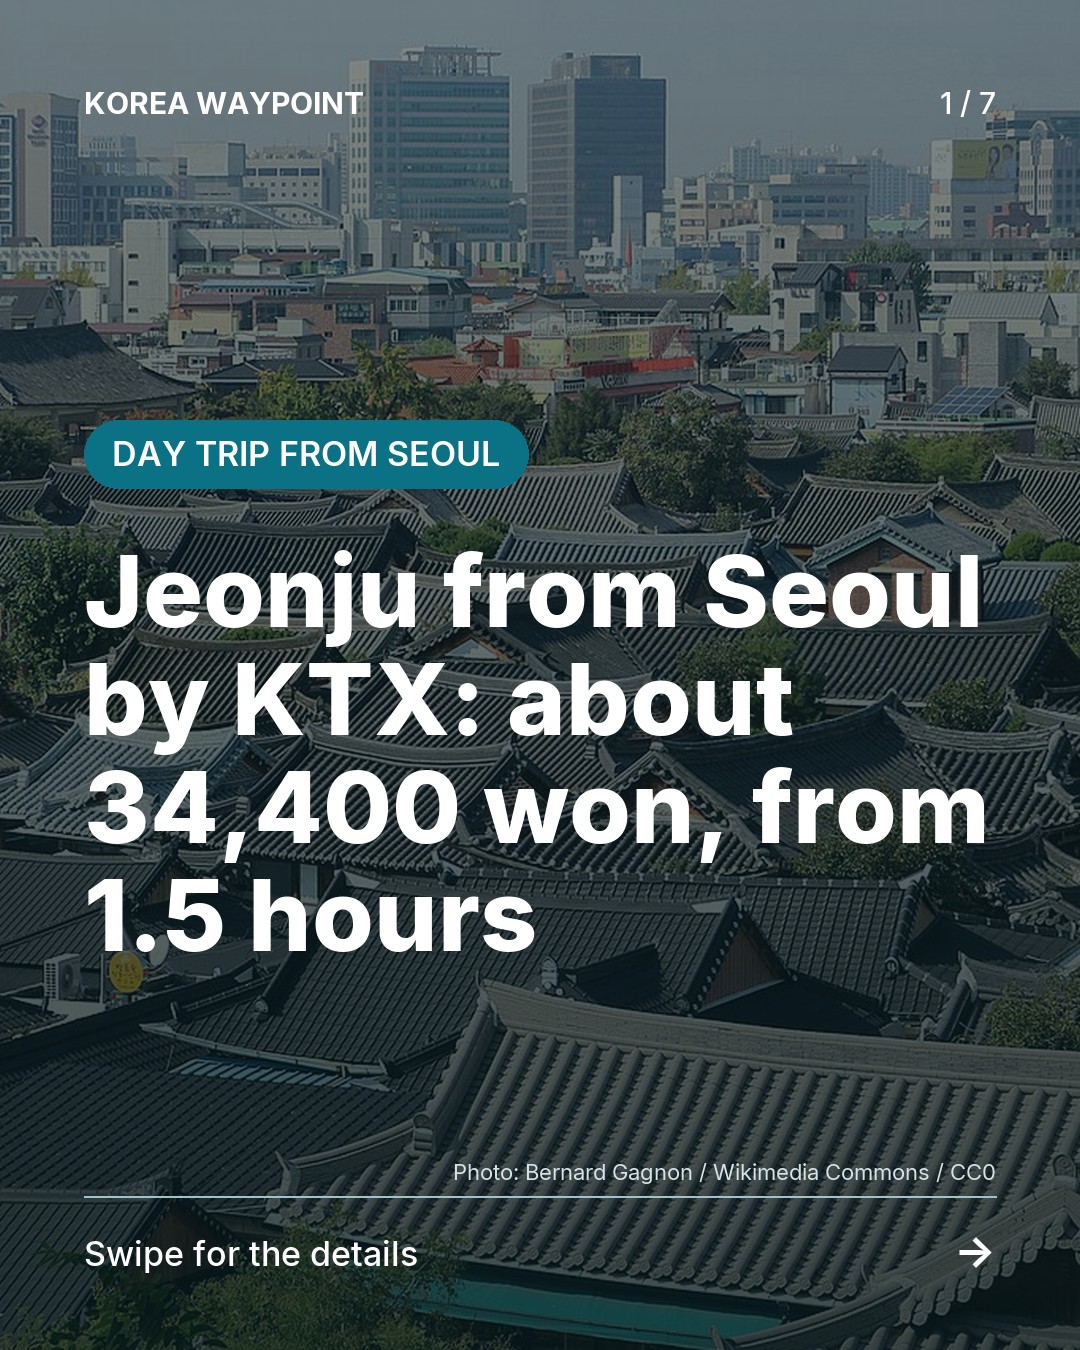 KOREA WAYPOINT
1 / 7
DAY TRIP FROM SEOUL
Jeonju from Seoul
by KTX: about
34,400 won, from
1.5 hours
Photo: Bernard Gagnon / Wikimedia Commons / CC0
Swipe for the details